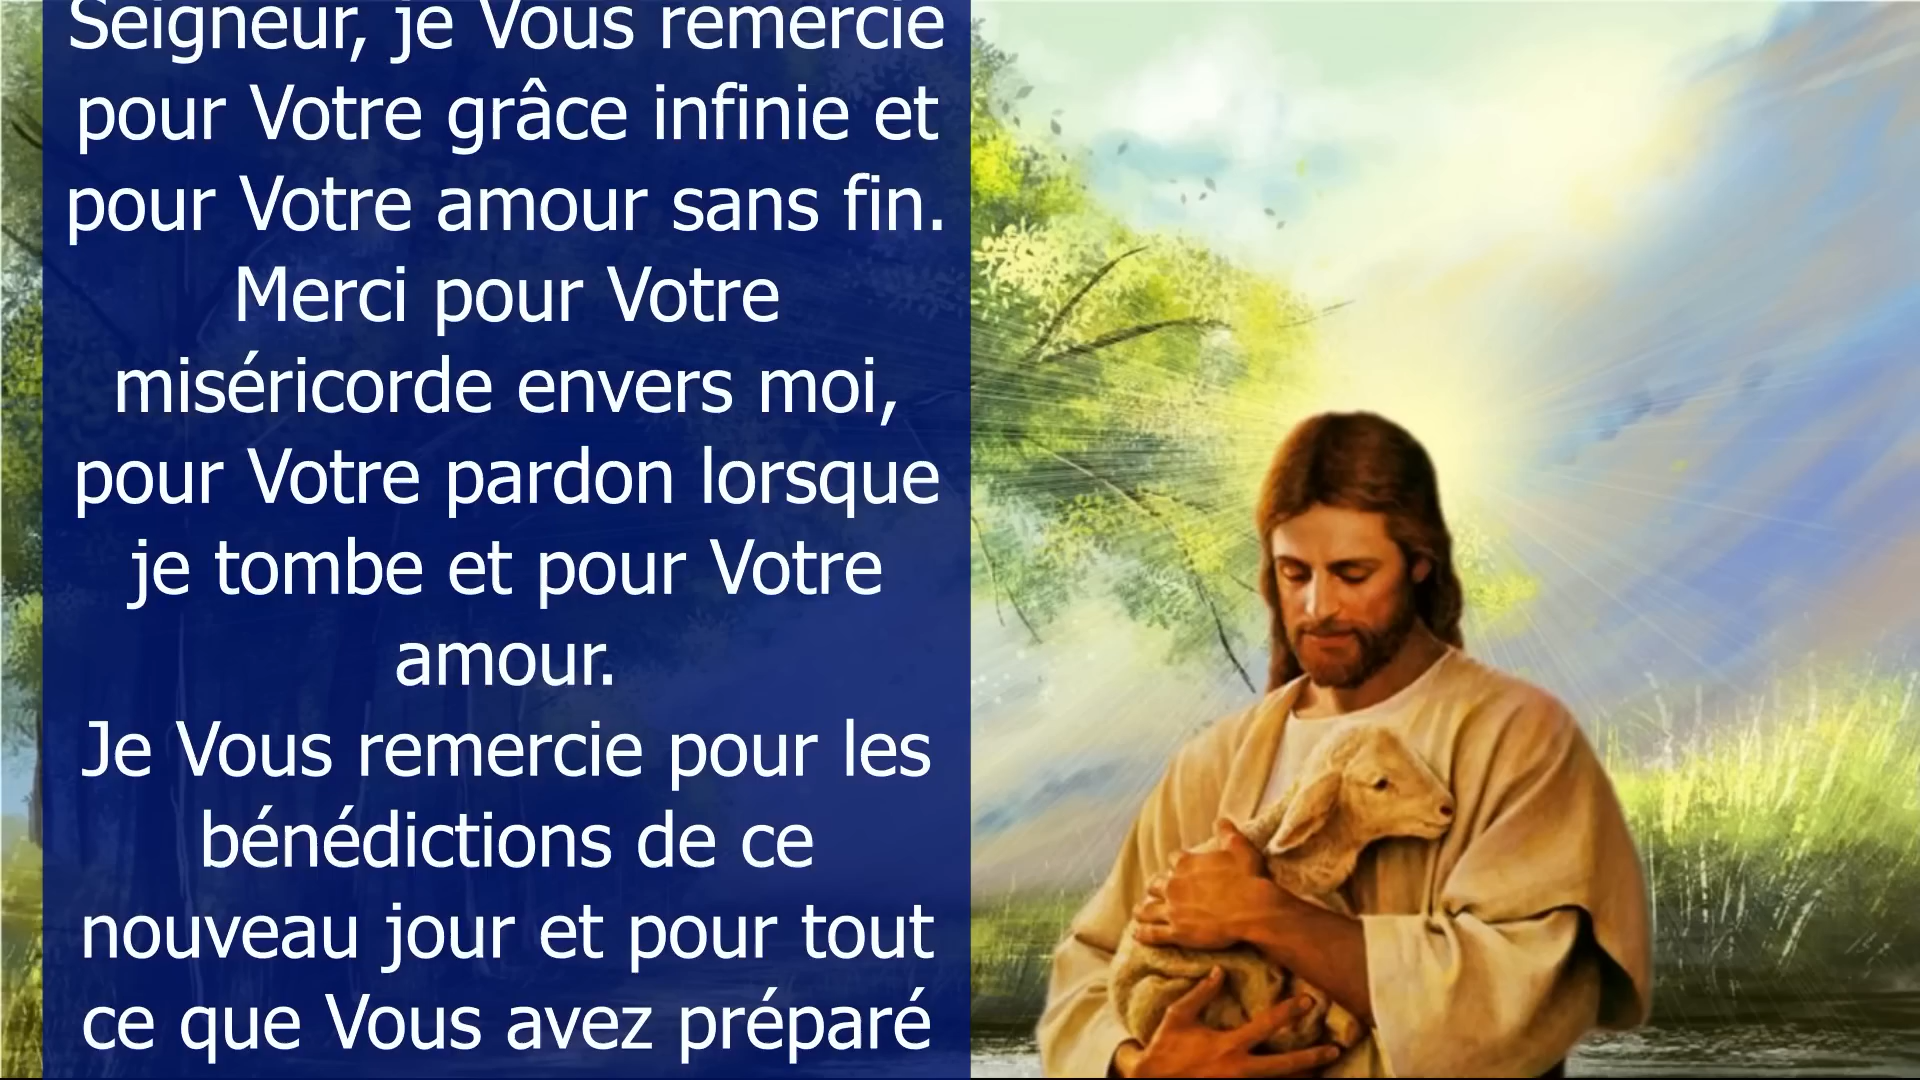 Seigneur, je Vous remercie
pour Votre grâce infinie et
pour Votre amour sans fin.
Merci pour Votre
miséricorde envers moi,
pour Votre pardon lorsque
je tombe et pour Votre
amour.
Je Vous remercie pour les
bénédictions de ce
nouveau jour et pour tout
ce que Vous avez préparé